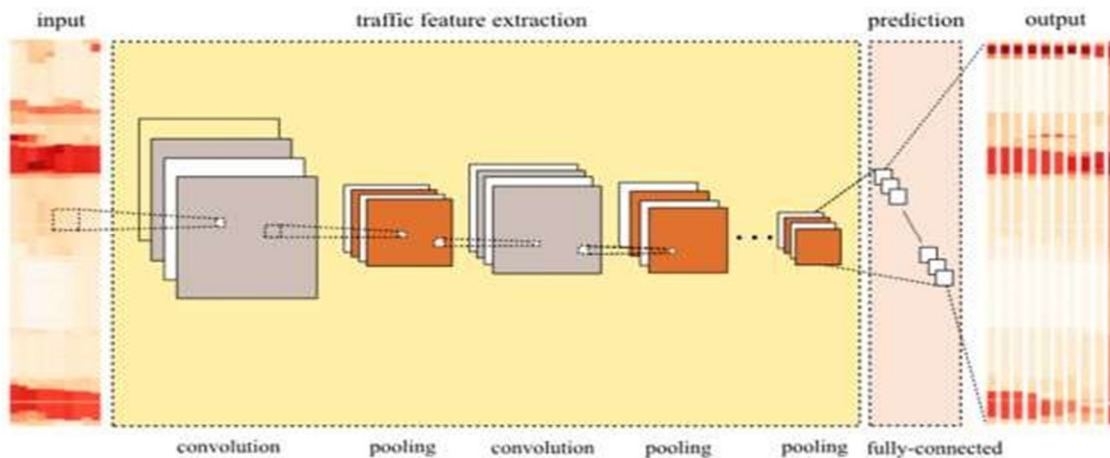 input traffic feature extraction prediction output
convolution pooling convolution pooling pooling fully-connected